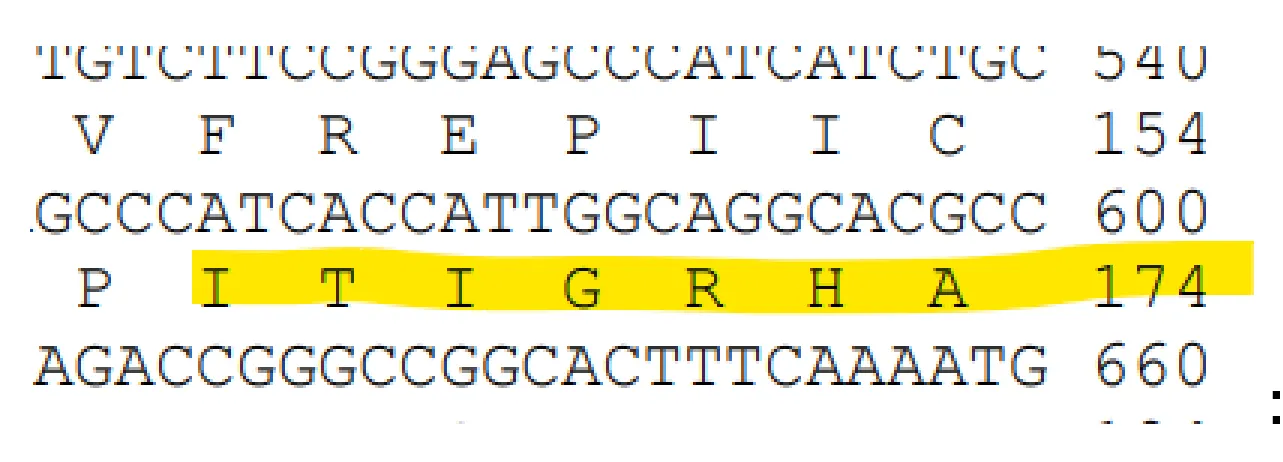 TGTCTTCCGGGAGCCCATCATCTGC 540
V F R E P I I C 154
GCCCATCACCATTGGCAGGCACGCC 600
P I T I G R H A 174
AGACCGGGCCGGCACTTTCAAAATG 660